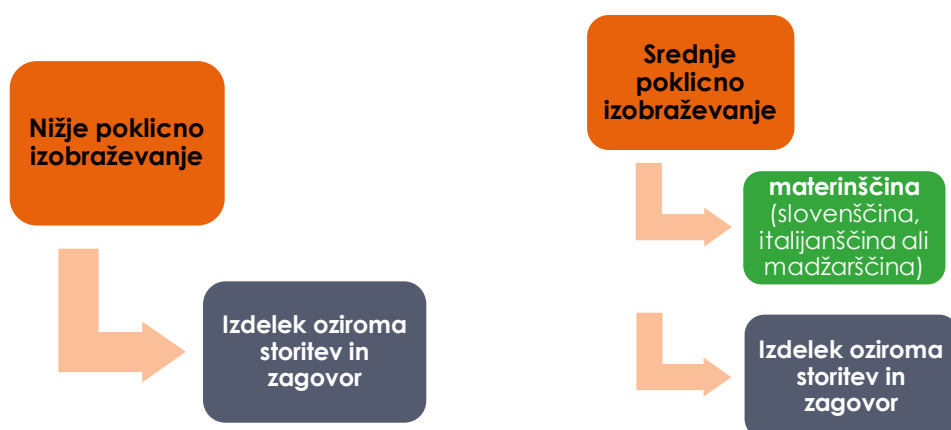 Nižje poklicno
izobraževanje
Izdelek oziroma
storitev in
zagovor
Srednje
poklicno
izobraževanje
materinščina
(slovenščina,
italijanščina ali
madžarščina)
Izdelek oziroma
storitev in
zagovor